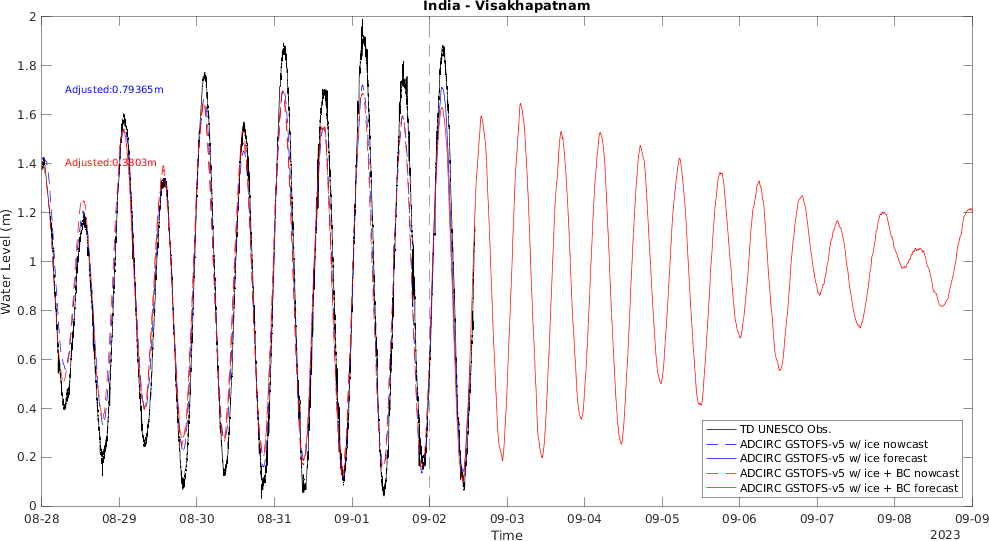 India - Visakhapatnam
2
1.8
1.6
1.4
1.2
1
0.8
0.6
0.4
0.2
0
Water Level (m)
Adjusted:0.79365m
Adjusted:0.3803m
TD UNESCO Obs.
ADCIRC GSTOFS-v5 w/ ice nowcast
ADCIRC GSTOFS-v5 w/ ice forecast
ADCIRC GSTOFS-v5 w/ ice + BC nowcast
ADCIRC GSTOFS-v5 w/ ice + BC forecast
08-28 08-29 08-30 08-31 09-01 09-02 09-03 09-04 09-05 09-06 09-07 09-08 09-09
Time
2023